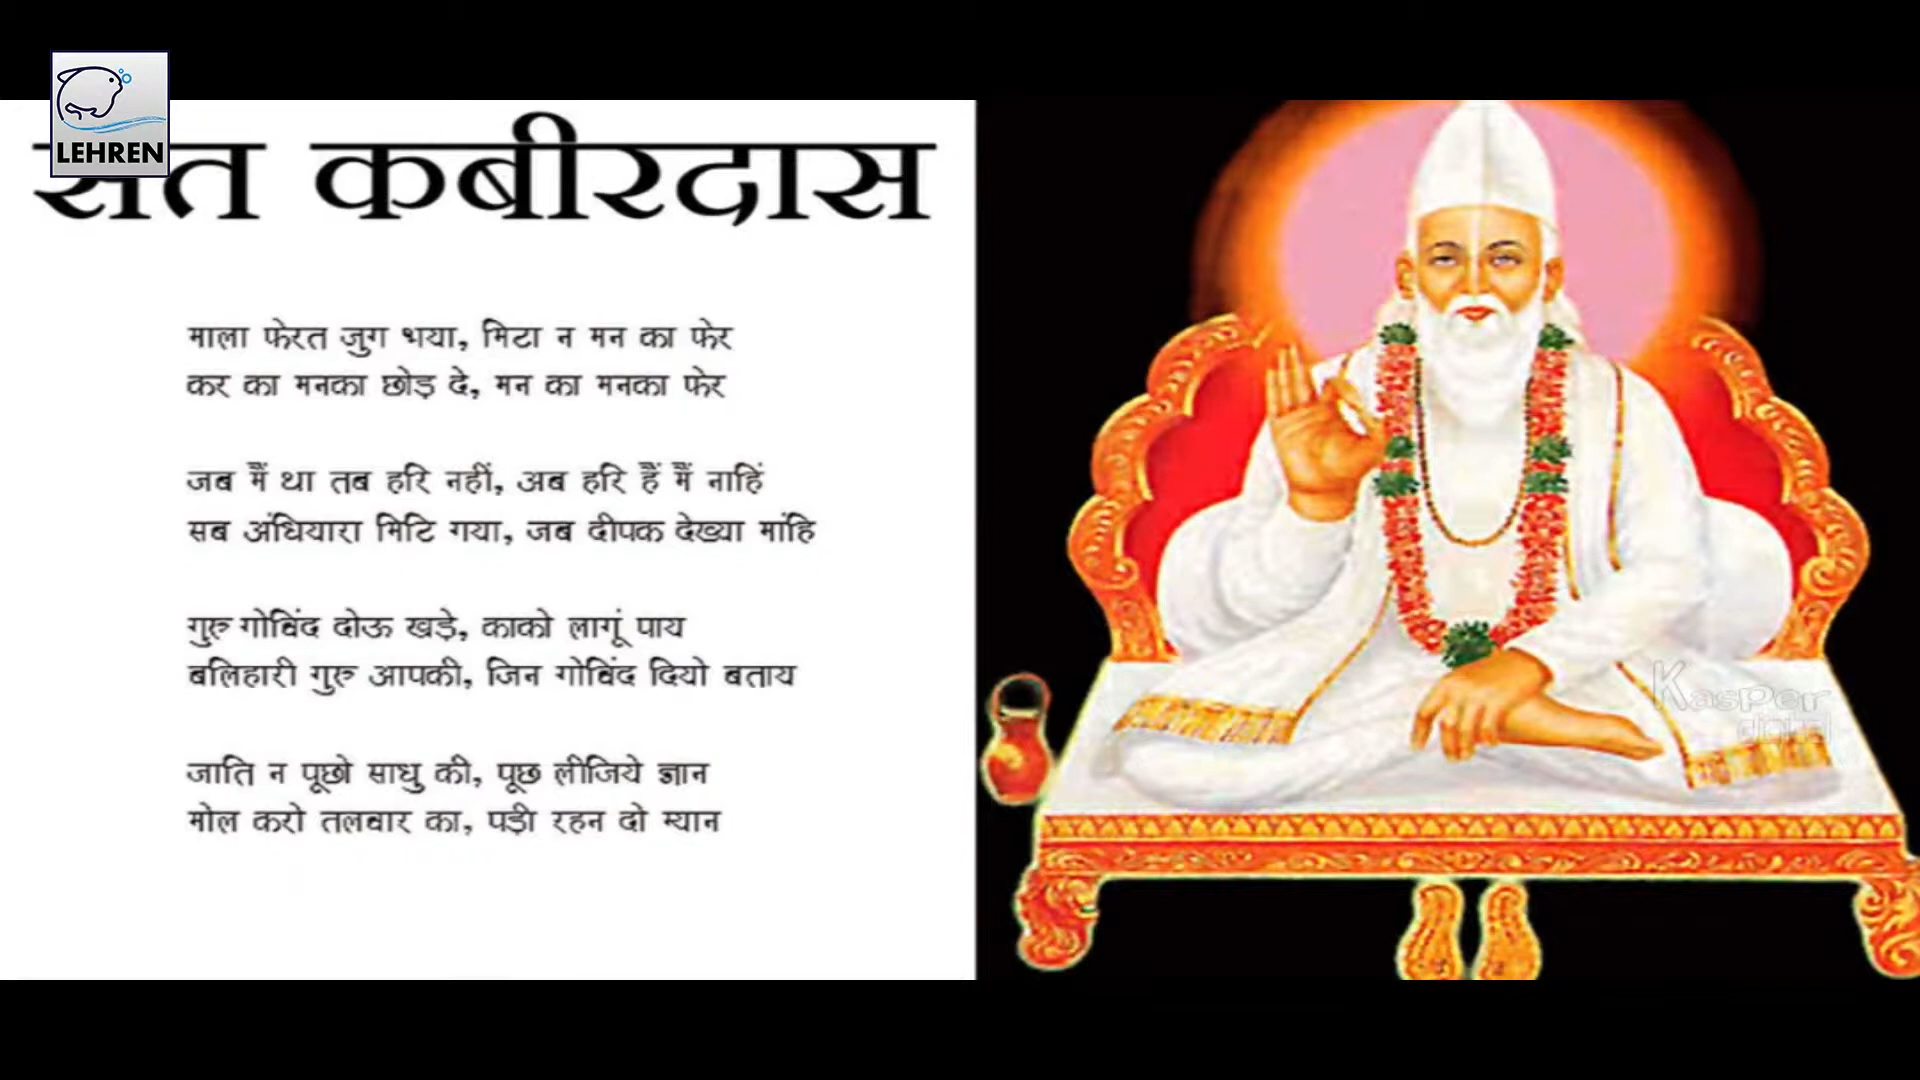 LEHREN
संत कबीरदास
माला फेरत जुग भया, मिटा न मन का फेर
कर का मनका छोड़ दे, मन का मनका फेर
जब मैं था तब हरि नहीं, अब हरि हैं मैं नाहिं
सब अंधियारा मिटि गया, जब दीपक देख्या मांहि
गुरु गोविंद दोऊ खड़े, काको लागूं पाय
बलिहारी गुरु आपकी, जिन गोविंद दियो बताय
जाति न पूछो साधु की, पूछ लीजिये ज्ञान
मोल करो तलवार का, पड़ी रहन दो म्यान
Kasper
digital